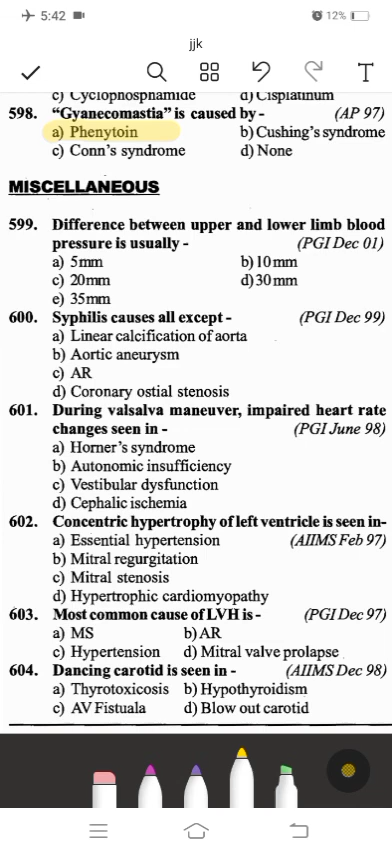 5:42
12%
jjk
T
c) Cyclophosphamide d) Cisplatinum
598. “Gyanecomastia” is caused by - (AP 97)
a) Phenytoin b) Cushing’s syndrome
c) Conn’s syndrome d) None
MISCELLANEOUS
599. Difference between upper and lower limb blood
pressure is usually - (PGI Dec 01)
a) 5mm b) 10 mm
c) 20mm d) 30 mm
e) 35mm
600. Syphilis causes all except - (PGI Dec 99)
a) Linear calcification of aorta
b) Aortic aneurysm
c) AR
d) Coronary ostial stenosis
601. During valsalva maneuver, impaired heart rate
changes seen in - (PGI June 98)
a) Horner’s syndrome
b) Autonomic insufficiency
c) Vestibular dysfunction
d) Cephalic ischemia
602. Concentric hypertrophy of left ventricle is seen in-
a) Essential hypertension (AIIMS Feb 97)
b) Mitral regurgitation
c) Mitral stenosis
d) Hypertrophic cardiomyopathy
603. Most common cause of LVH is - (PGI Dec 97)
a) MS b) AR
c) Hypertension d) Mitral valve prolapse
604. Dancing carotid is seen in - (AIIMS Dec 98)
a) Thyrotoxicosis b) Hypothyroidism
c) AV Fistuala d) Blow out carotid